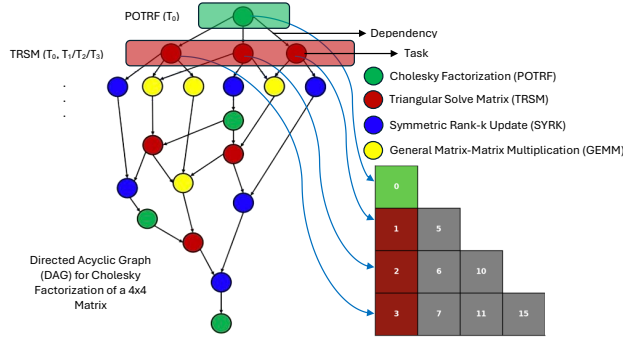 POTRF (T₀)
Dependency
TRSM (T₀, T₁/T₂/T₃)
Task
.
.
.
Cholesky Factorization (POTRF)
Triangular Solve Matrix (TRSM)
Symmetric Rank-k Update (SYRK)
General Matrix-Matrix Multiplication (GEMM)
0
1 5
2 6 10
3 7 11 15
Directed Acyclic Graph
(DAG) for Cholesky
Factorization of a 4x4
Matrix